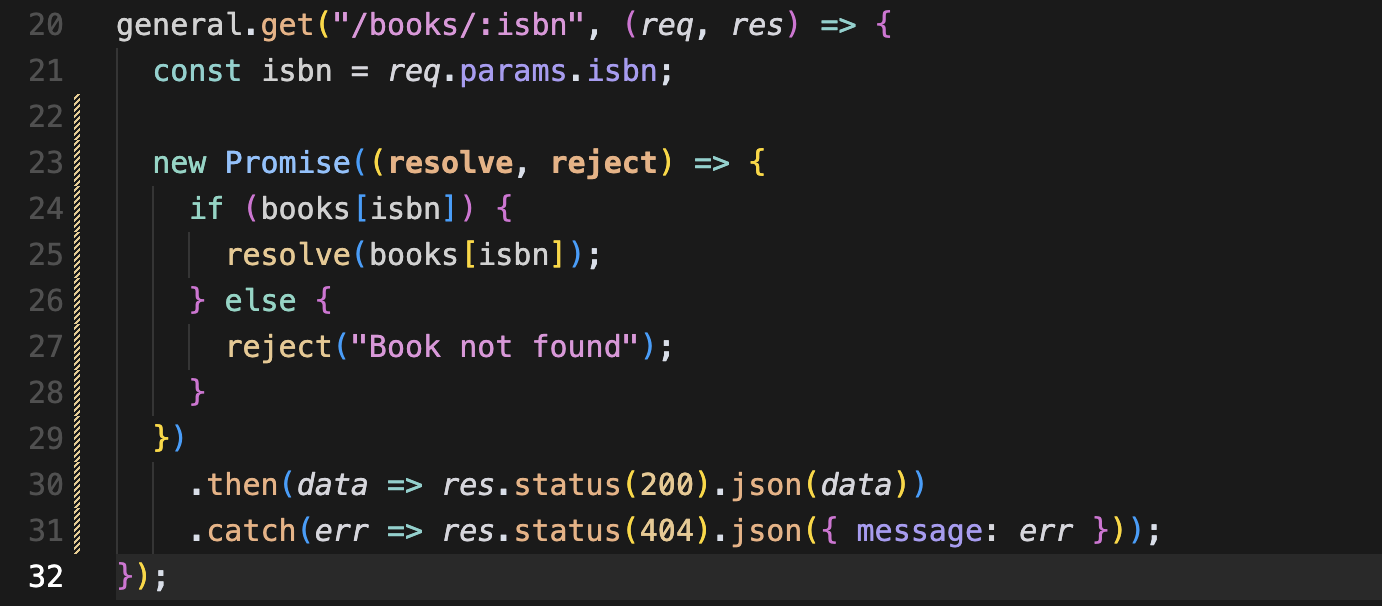 20 general.get("/books/:isbn", (req, res) => {
21   const isbn = req.params.isbn;
22
23   new Promise((resolve, reject) => {
24     if (books[isbn]) {
25       resolve(books[isbn]);
26     } else {
27       reject("Book not found");
28     }
29   })
30     .then(data => res.status(200).json(data))
31     .catch(err => res.status(404).json({ message: err }));
32 });